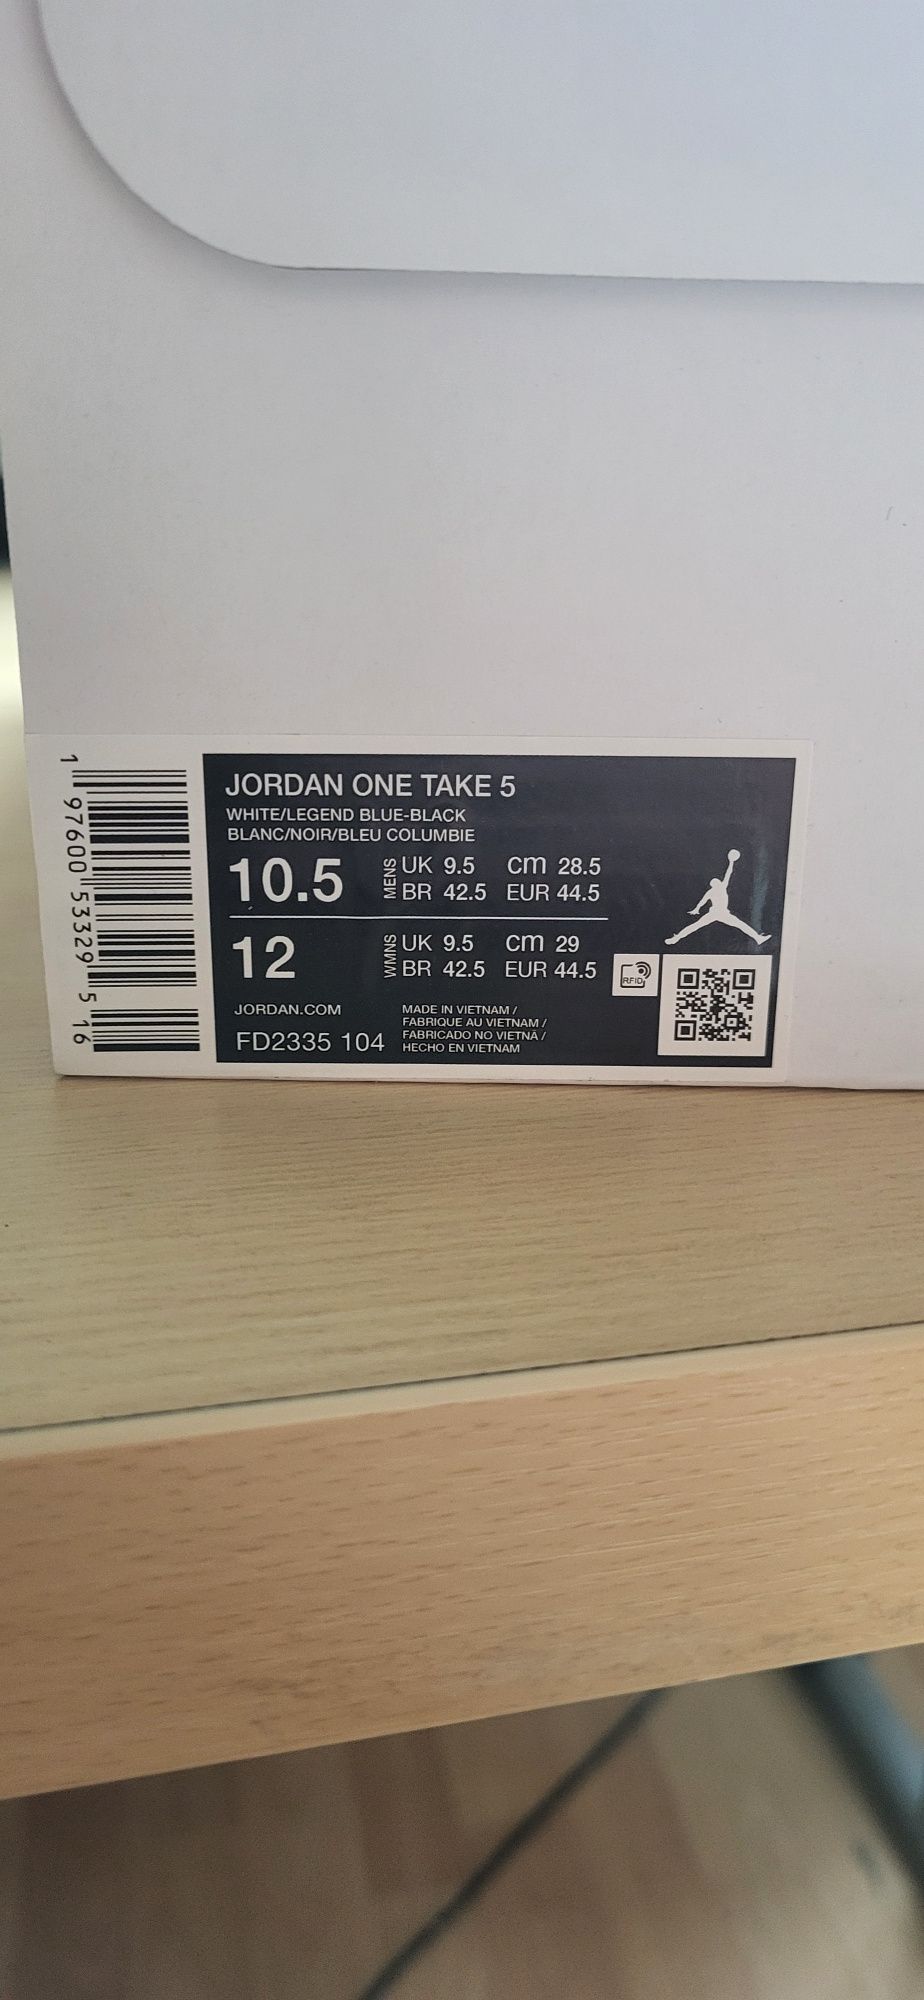 JORDAN ONE TAKE 5
WHITE/LEGEND BLUE-BLACK
BLANC/NOIR/BLEU COLUMBIE
10.5 MENS UK 9.5 cm 28.5
BR 42.5 EUR 44.5
12 WMNS UK 9.5 cm 29
BR 42.5 EUR 44.5
RFID
JORDAN.COM
FD2335 104
MADE IN VIETNAM /
FABRIQUE AU VIETNAM /
FABRICADO NO VIETNÃ /
HECHO EN VIETNAM
1 97600 53329 5 16